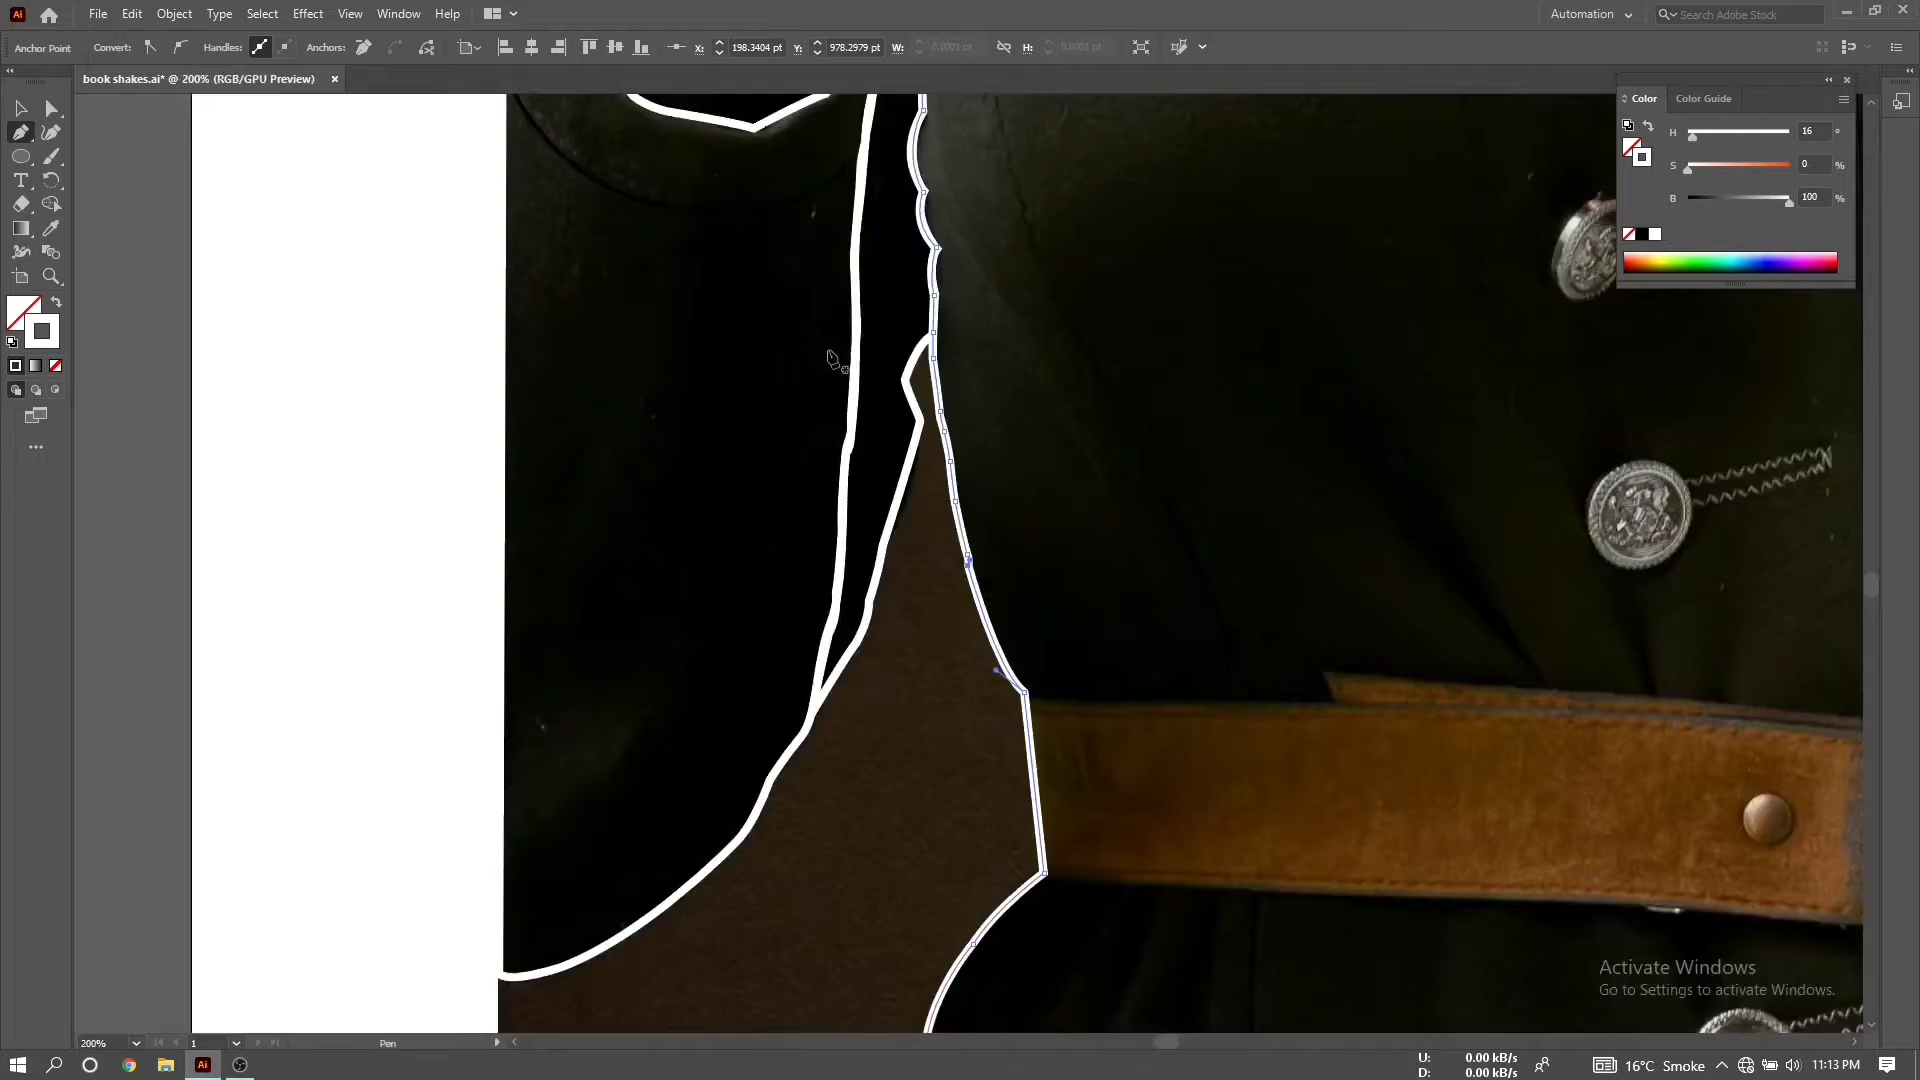 Ai File Edit Object Type Select Effect View Window Help Automation Search Adobe Stock
Anchor Point Convert: Handles: Anchors: X: 198.3404 pt Y: 978.2979 pt W: 0.0001 pt H: 0.0001 pt
book shakes.ai* @ 200% (RGB/GPU Preview)
Color Color Guide
H 16 °
S 0 %
B 100 %
T
Activate Windows
Go to Settings to activate Windows.
200% 1 Pen
Ai U: 0.00 kB/s
D: 0.00 kB/s
16°C Smoke 11:13 PM